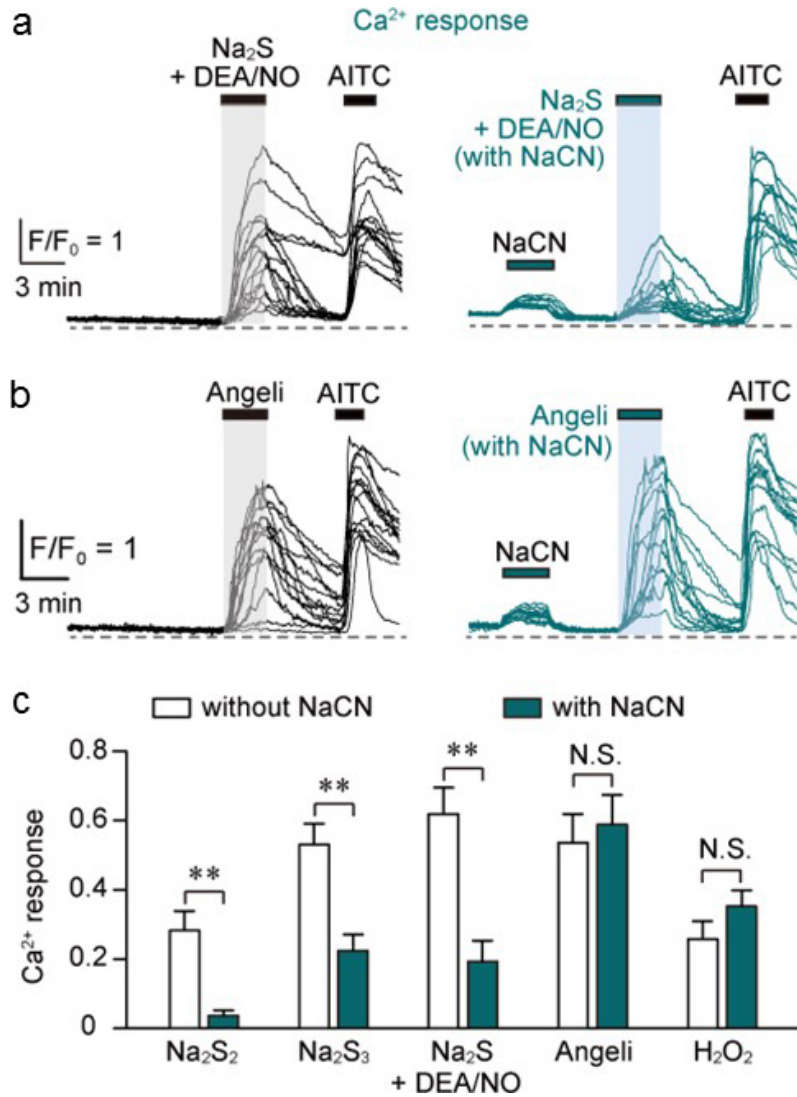 a
Ca²⁺ response
Na₂S
+ DEA/NO
AITC
F/F₀ = 1
3 min
Na₂S
+ DEA/NO
(with NaCN)
AITC
NaCN
b
Angeli
AITC
F/F₀ = 1
3 min
Angeli
(with NaCN)
AITC
NaCN
c
without NaCN
with NaCN
Ca²⁺ response
0.8
0.6
0.4
0.2
0
**
**
**
N.S.
N.S.
Na₂S₂
Na₂S₃
Na₂S
+ DEA/NO
Angeli
H₂O₂